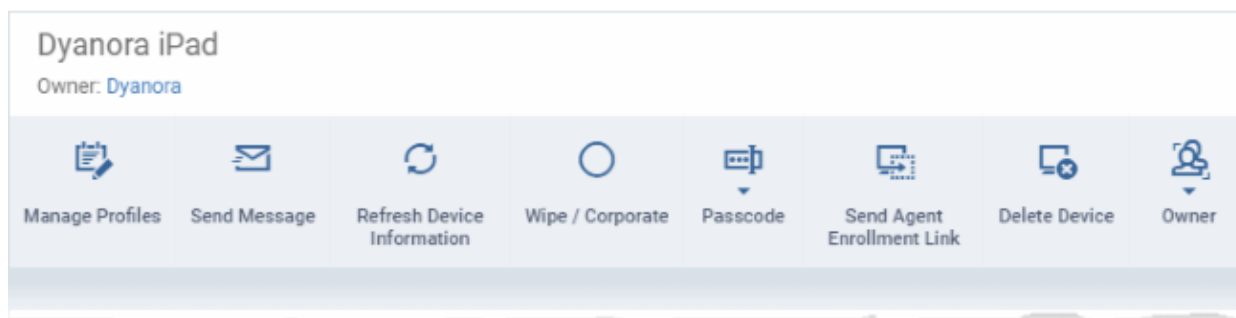 Dyanora iPad
Owner: Dyanora
Manage Profiles
Send Message
Refresh Device
Information
Wipe / Corporate
Passcode
Send Agent
Enrollment Link
Delete Device
Owner